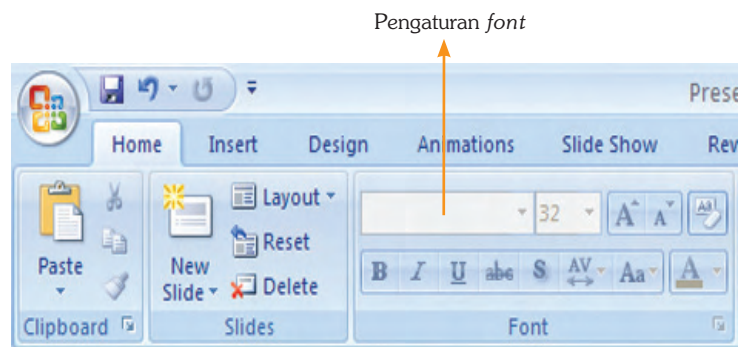 Pengaturan font
Prese
Home Insert Design Animations Slide Show Rev
Layout
32 A A Aa
Reset
Paste New Slide Delete B I U abc S AV Aa A
Clipboard Slides Font